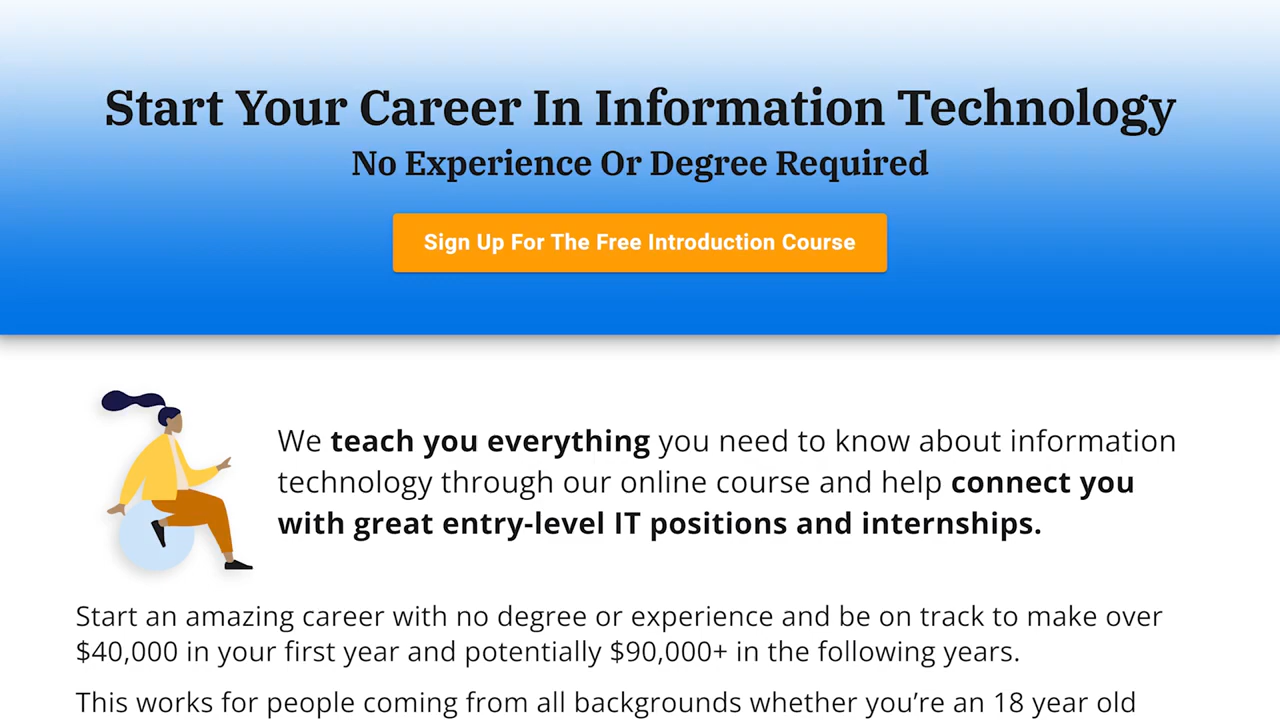 Start Your Career In Information Technology
No Experience Or Degree Required
Sign Up For The Free Introduction Course
We teach you everything you need to know about information
technology through our online course and help connect you
with great entry-level IT positions and internships.
Start an amazing career with no degree or experience and be on track to make over
$40,000 in your first year and potentially $90,000+ in the following years.
This works for people coming from all backgrounds whether you’re an 18 year old